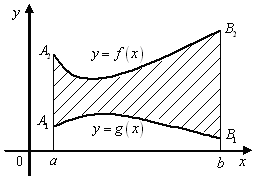 y
B₂
A₂
y = f(x)
A₁
y = g(x)
B₁
0
a
b
x